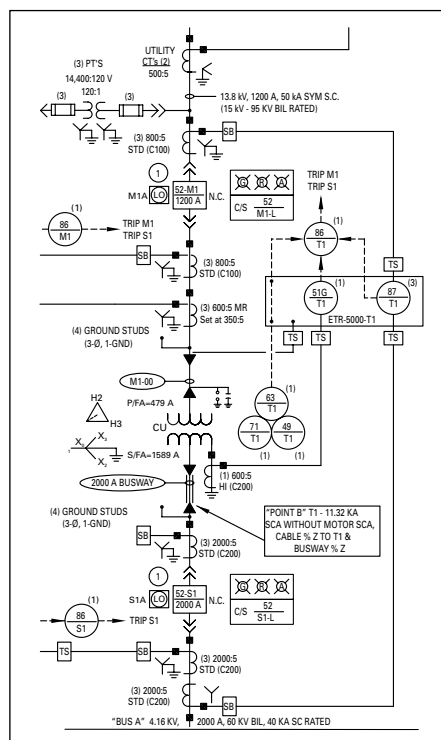 UTILITY
CT's (2)
500:5
(3) PT'S
14,400:120 V
120:1
(3)
(3)
13.8 kV, 1200 A, 50 kA SYM S.C.
(15 kV - 95 KV BIL RATED)
(3) 800:5
STD (C100)
SB
1
M1A
LO
52-M1
1200 A
N.C.
G
R
A
C/S
52
M1-L
TRIP M1
TRIP S1
(1)
86
M1
TRIP M1
TRIP S1
(1)
86
T1
SB
(3) 800:5
STD (C100)
TS
(1)
51G
T1
(3)
87
T1
ETR-5000-T1
(3) 600:5 MR
Set at 350:5
TS
TS
TS
(4) GROUND STUDS
(3-Ø, 1-GND)
M1-00
P/FA=479 A
63
T1
(1)
71
T1
49
T1
(1)
(1)
H2
H3
CU
X3
1
X2
S/FA=1589 A
(1) 600:5
HI (C200)
2000 A BUSWAY
(4) GROUND STUDS
(3-Ø, 1-GND)
"POINT B" T1 - 11.32 KA
SCA WITHOUT MOTOR SCA,
CABLE % Z TO T1 &
BUSWAY % Z
SB
(3) 2000:5
STD (C200)
1
S1A
LO
52-S1
2000 A
N.C.
G
R
A
C/S
52
S1-L
(1)
86
S1
TRIP S1
TS
SB
(3) 2000:5
STD (C200)
(3) 2000:5
STD (C200)
SB
"BUS A" 4.16 KV, 2000 A, 60 KV BIL, 40 KA SC RATED